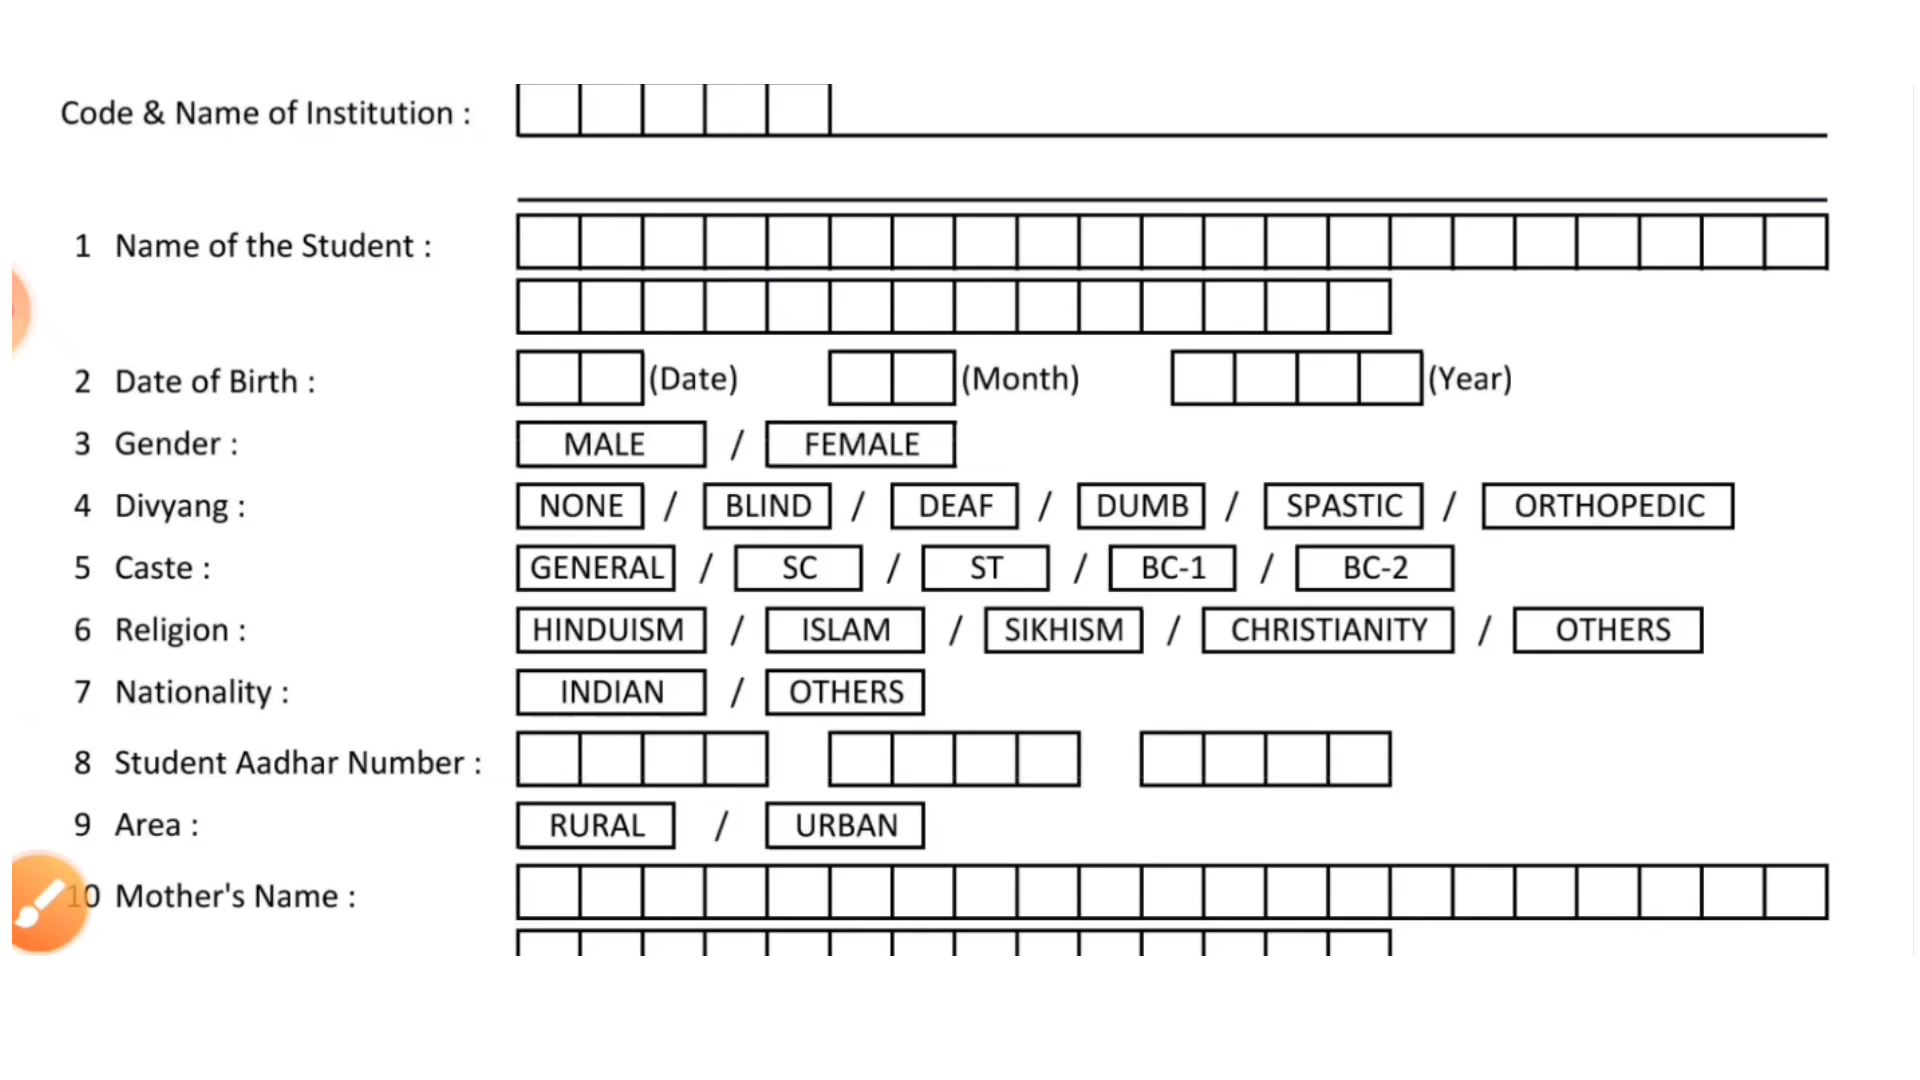 Code & Name of Institution :
1 Name of the Student :
2 Date of Birth : (Date) (Month) (Year)
3 Gender : MALE / FEMALE
4 Divyang : NONE / BLIND / DEAF / DUMB / SPASTIC / ORTHOPEDIC
5 Caste : GENERAL / SC / ST / BC-1 / BC-2
6 Religion : HINDUISM / ISLAM / SIKHISM / CHRISTIANITY / OTHERS
7 Nationality : INDIAN / OTHERS
8 Student Aadhar Number :
9 Area : RURAL / URBAN
10 Mother's Name :